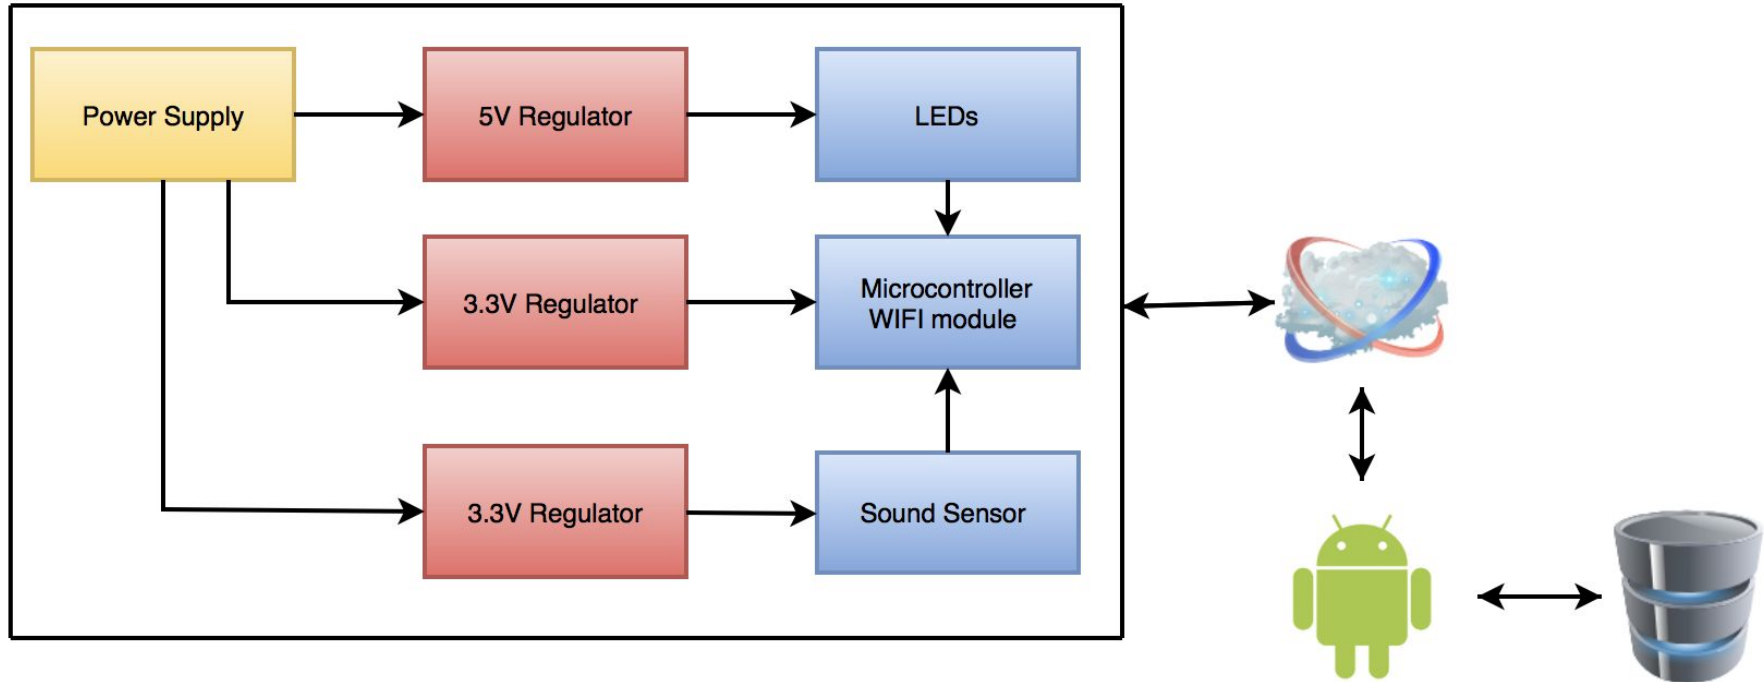 Power Supply
5V Regulator
LEDs
3.3V Regulator
Microcontroller
WIFI module
3.3V Regulator
Sound Sensor